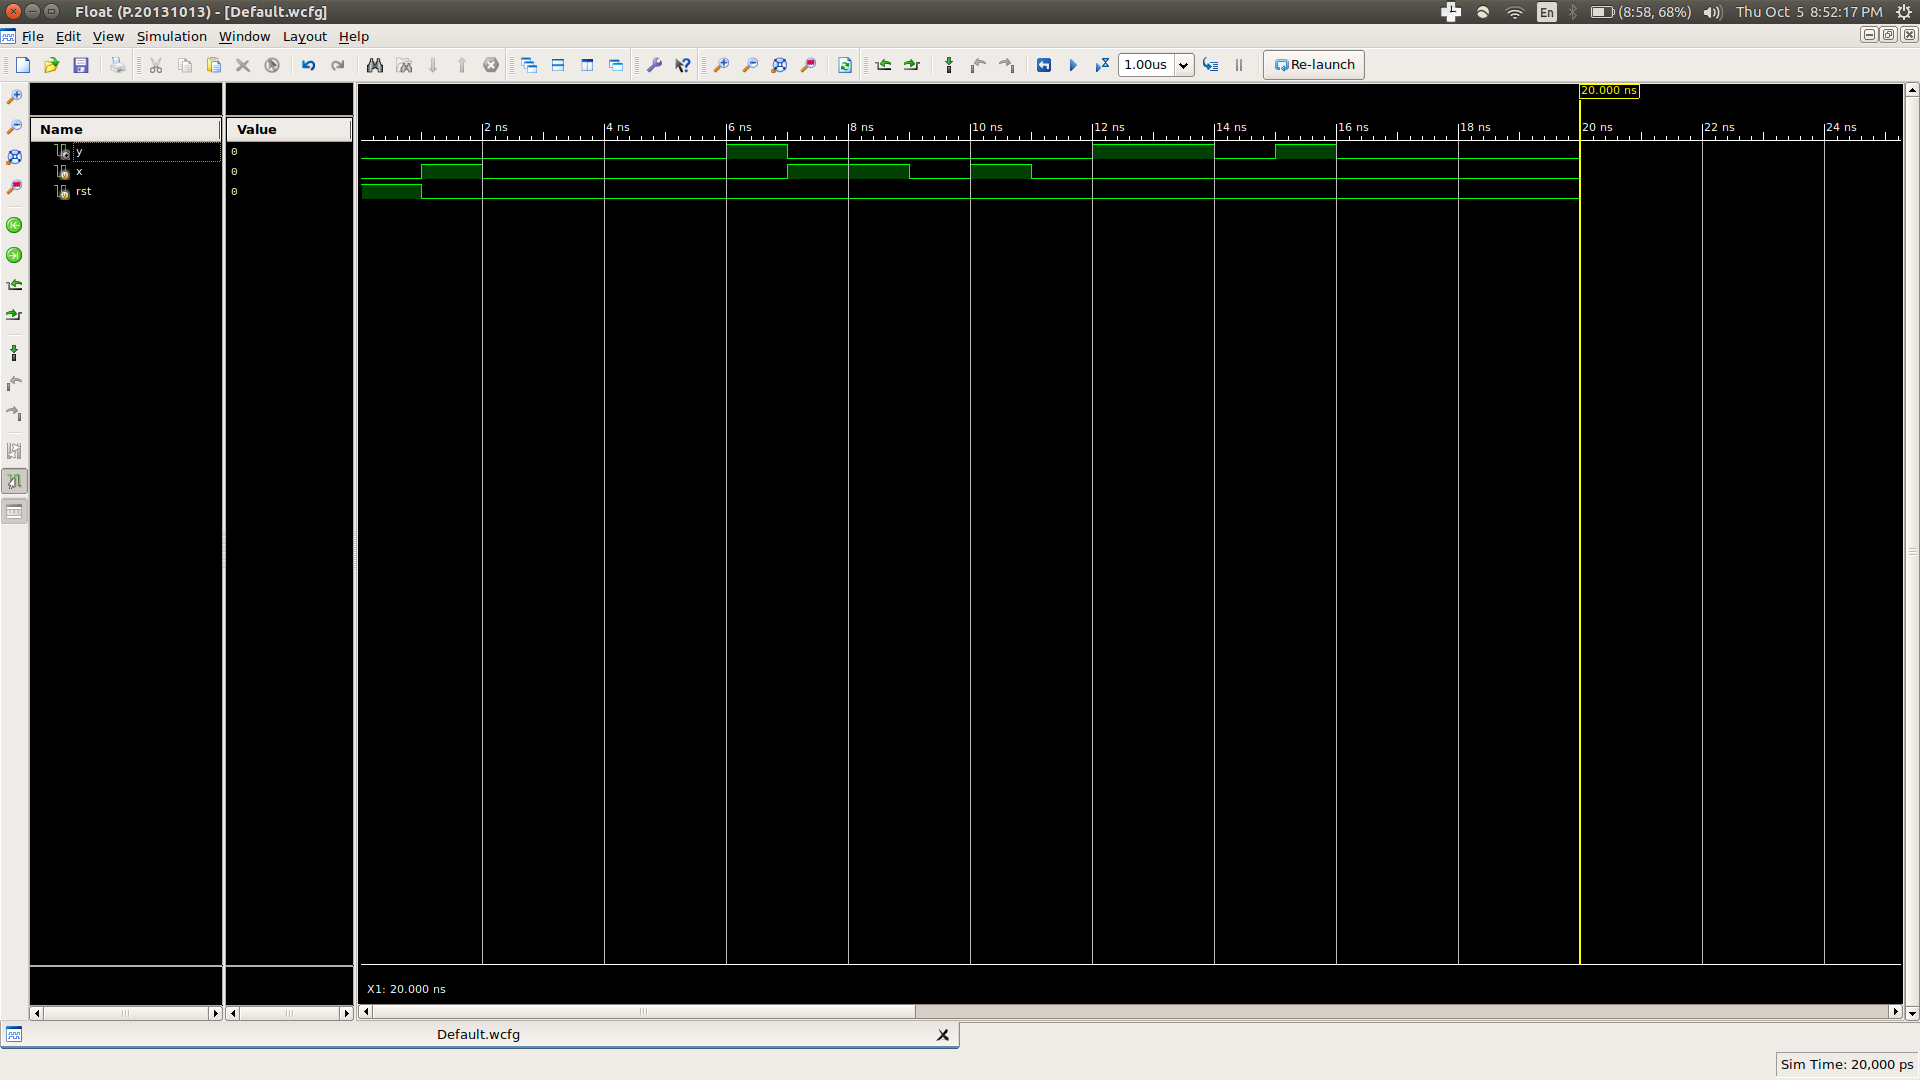 Float (P.20131013) - [Default.wcfg]
En
(8:58, 68%)
Thu Oct 5 8:52:17 PM
File Edit View Simulation Window Layout Help
1.00us
Re-launch
20.000 ns
Name Value
2 ns 4 ns 6 ns 8 ns 10 ns 12 ns 14 ns 16 ns 18 ns 20 ns 22 ns 24 ns
y 0
x 0
rst 0
X1: 20.000 ns
Default.wcfg
Sim Time: 20,000 ps